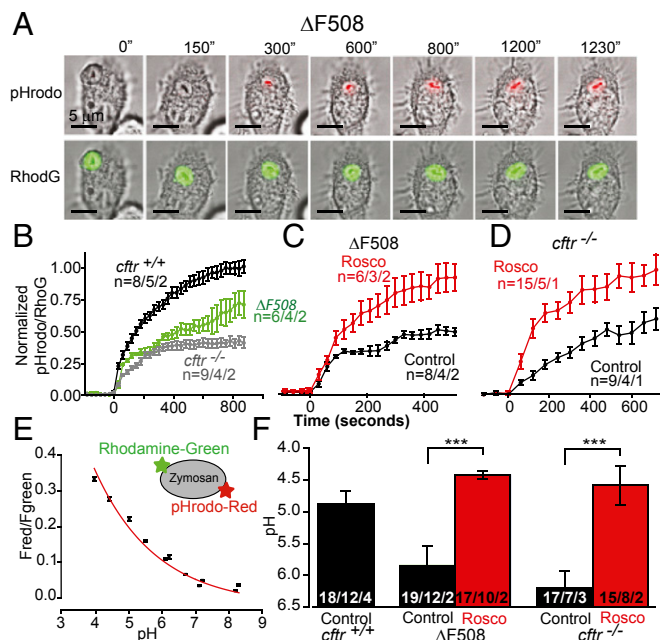 A
ΔF508
0" 150" 300" 600" 800" 1200" 1230"
pHrodo
5 μm
RhodG
B
C
D
ΔF508
cftr -/-
cftr +/+
n=8/5/2
ΔF508
n=6/4/2
cftr -/-
n=9/4/2
Rosco
n=6/3/2
Control
n=8/4/2
Rosco
n=15/5/1
Control
n=9/4/1
Normalized
pHrodo/RhoG
1.00
0.75
0.50
0.25
0.00
0 400 800
0 200 400
0 200 400 600
Time (seconds)
E
Rhodamine-Green
Zymosan
pHrodo-Red
Fred/Fgreen
0.4
0.3
0.2
0.1
0
3 4 5 6 7 8 9
pH
F
*** ***
pH
4.0
4.5
5.0
5.5
6.0
6.5
18/12/4 19/12/2 17/10/2 17/7/3 15/8/2
Control Control Rosco Control Rosco
cftr +/+ ΔF508 cftr -/-